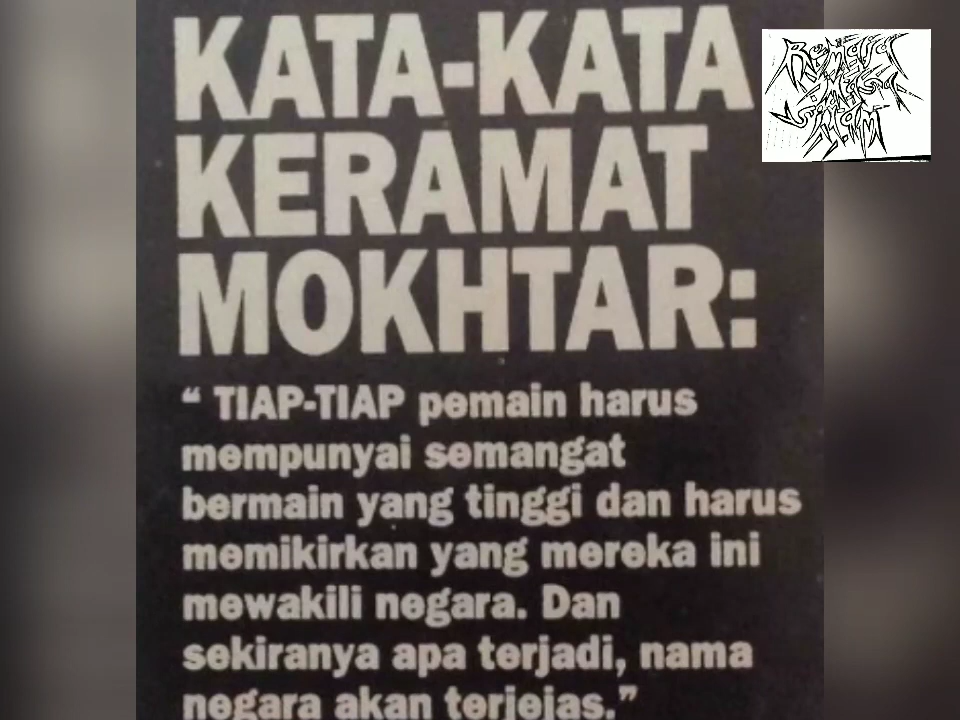 KATA-KATA
KERAMAT
MOKHTAR:
“ TIAP-TIAP pemain harus
mempunyai semangat
bermain yang tinggi dan harus
memikirkan yang mereka ini
mewakili negara. Dan
sekiranya apa terjadi, nama
negara akan terjejas.”